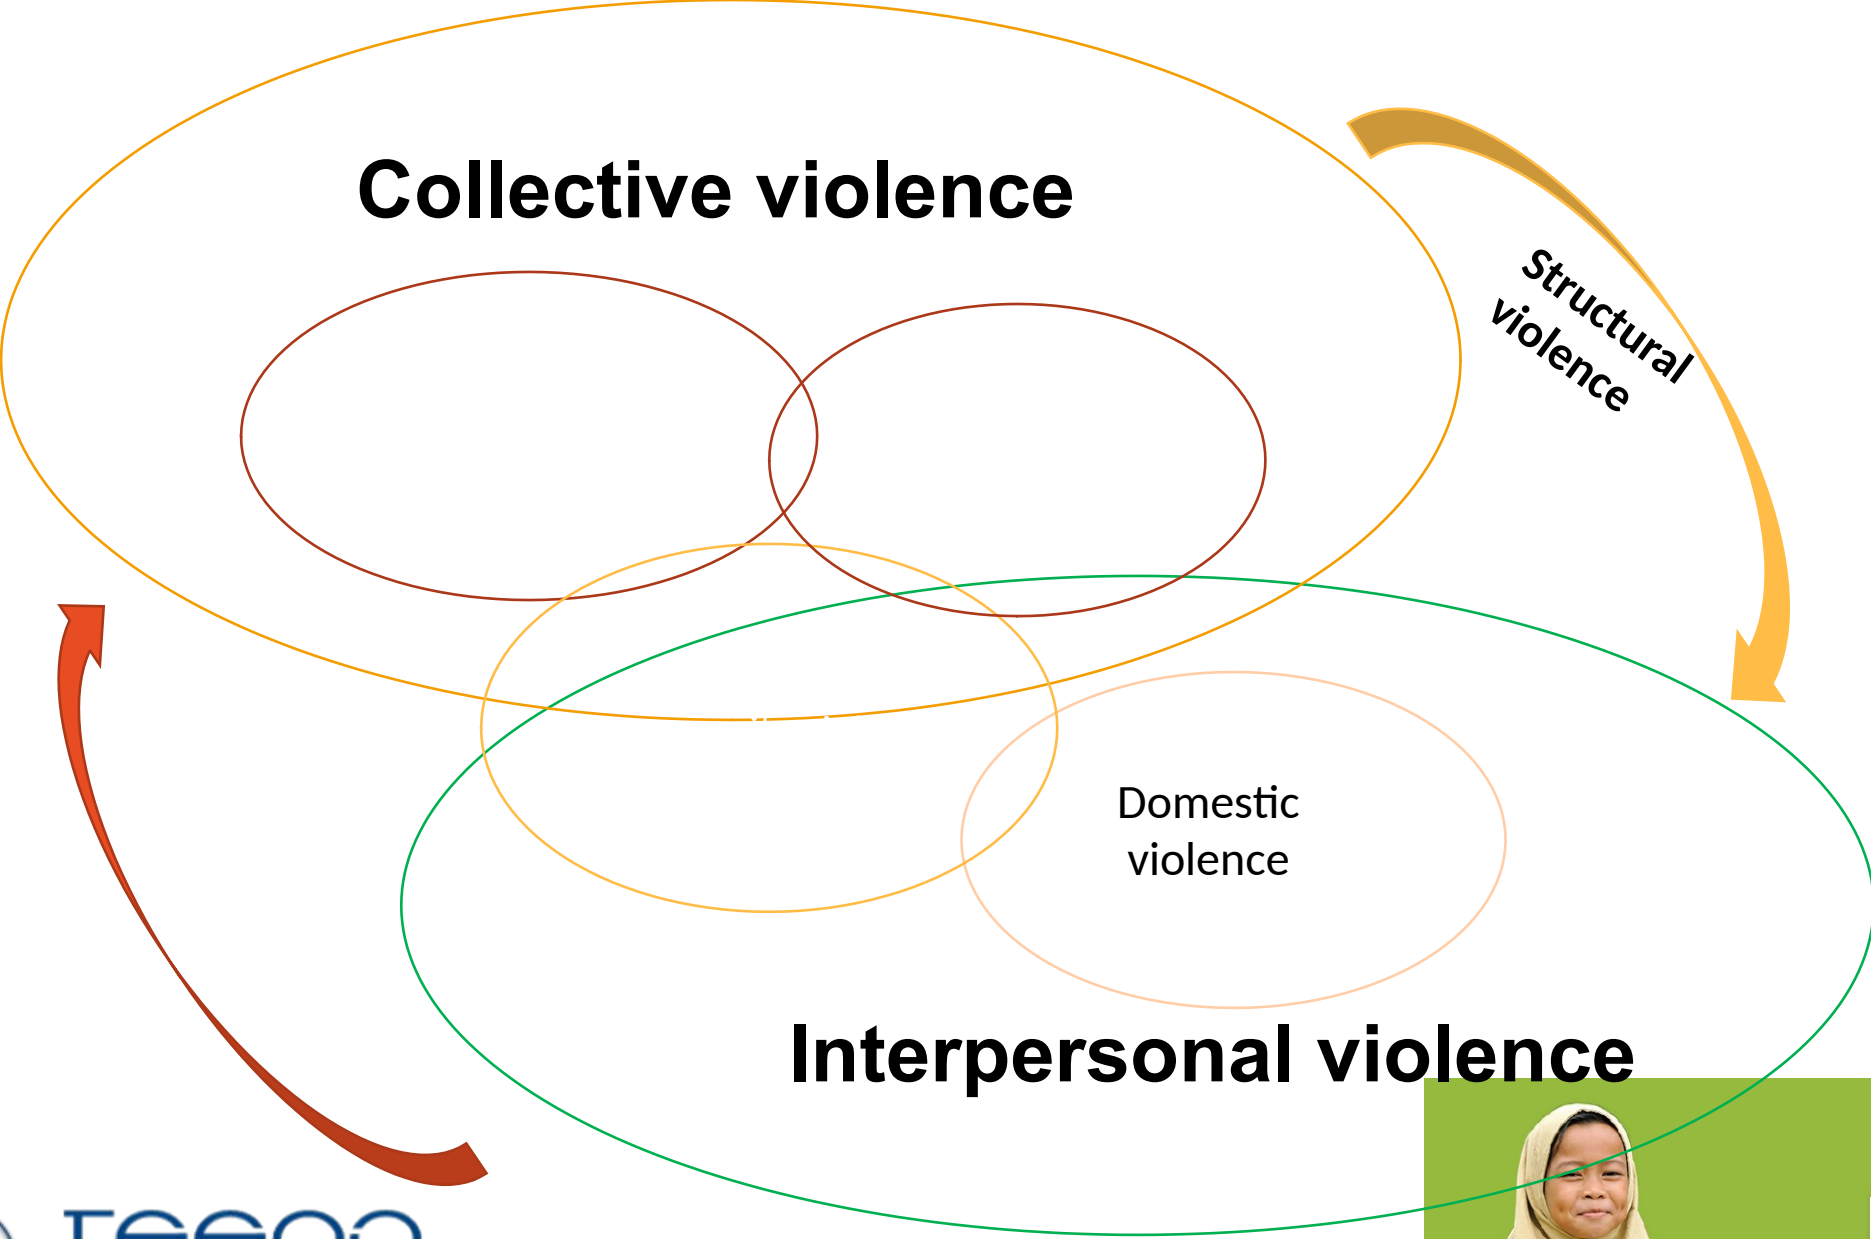 Collective violence
Structural
violence
Domestic
violence
Interpersonal violence